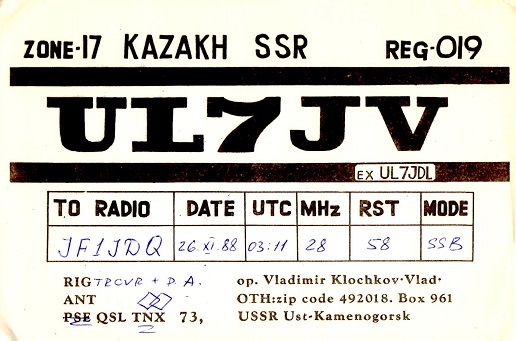 ZONE-17 KAZAKH SSR REG-019
UL7JV
EX UL7JDL
TO RADIO DATE UTC MHz RST MODE
JF1JDQ 26.XI.88 03:11 28 58 SSB
RIG TRCVR + P.A. op. Vladimir Klochkov·Vlad·
ANT OTH:zip code 492018. Box 961
PSE QSL TNX 73, USSR Ust-Kamenogorsk